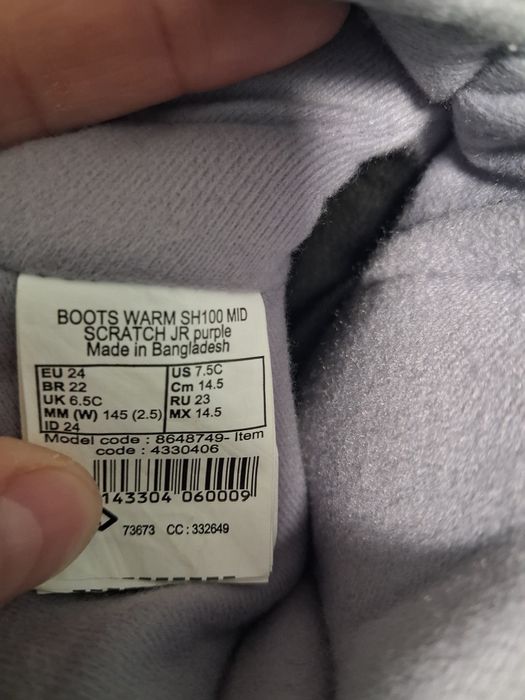 BOOTS WARM SH100 MID
SCRATCH JR purple
Made in Bangladesh
EU 24 US 7.5C
BR 22 Cm 14.5
UK 6.5C RU 23
MM (W) 145 (2.5) MX 14.5
ID 24
Model code : 8648749- Item
code : 4330406
143304 060009
73673 CC : 332649